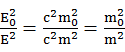 E₀²/E² = c²m₀²/c²m² = m₀²/m²